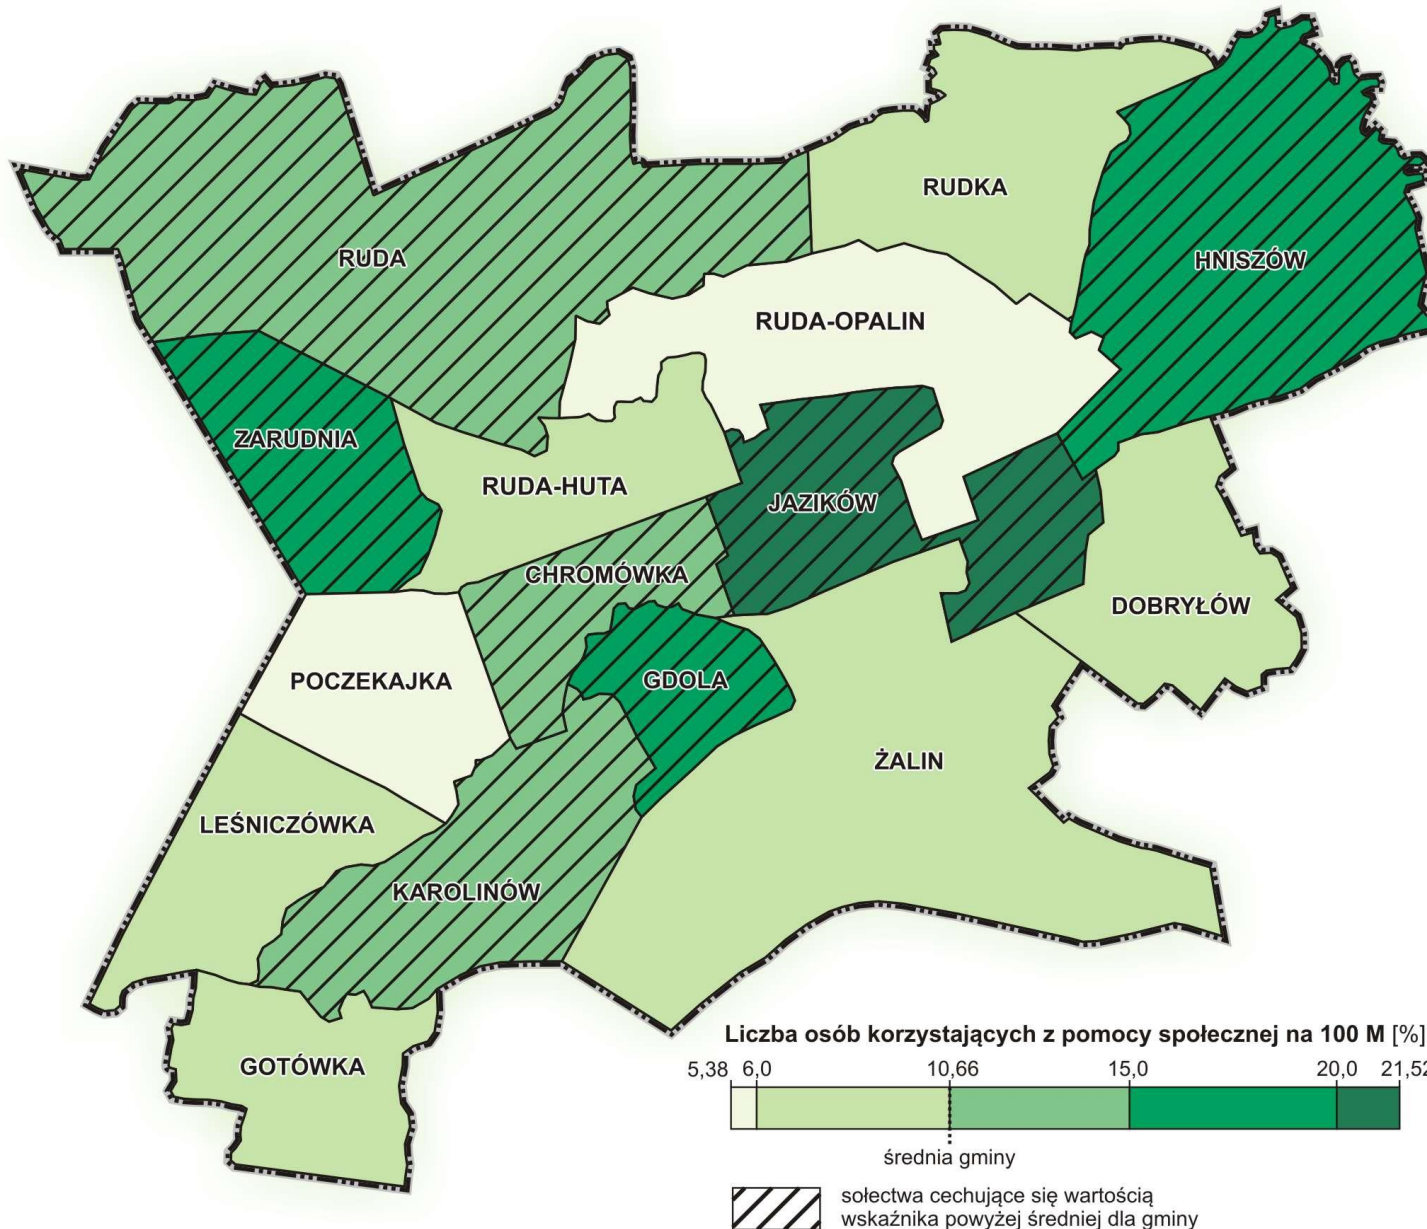 RUDKA
RUDA
HNISZÓW
RUDA-OPALIN
ZARUDNIA
RUDA-HUTA
JAZIKÓW
CHROMÓWKA
DOBRYŁÓW
POCZEKAJKA
GDOLA
ŻALIN
LEŚNICZÓWKA
KAROLINÓW
GOTÓWKA
Liczba osób korzystających z pomocy społecznej na 100 M [%]
5,38 6,0 10,66 15,0 20,0 21,52
średnia gminy
sołectwa cechujące się wartością
wskaźnika powyżej średniej dla gminy